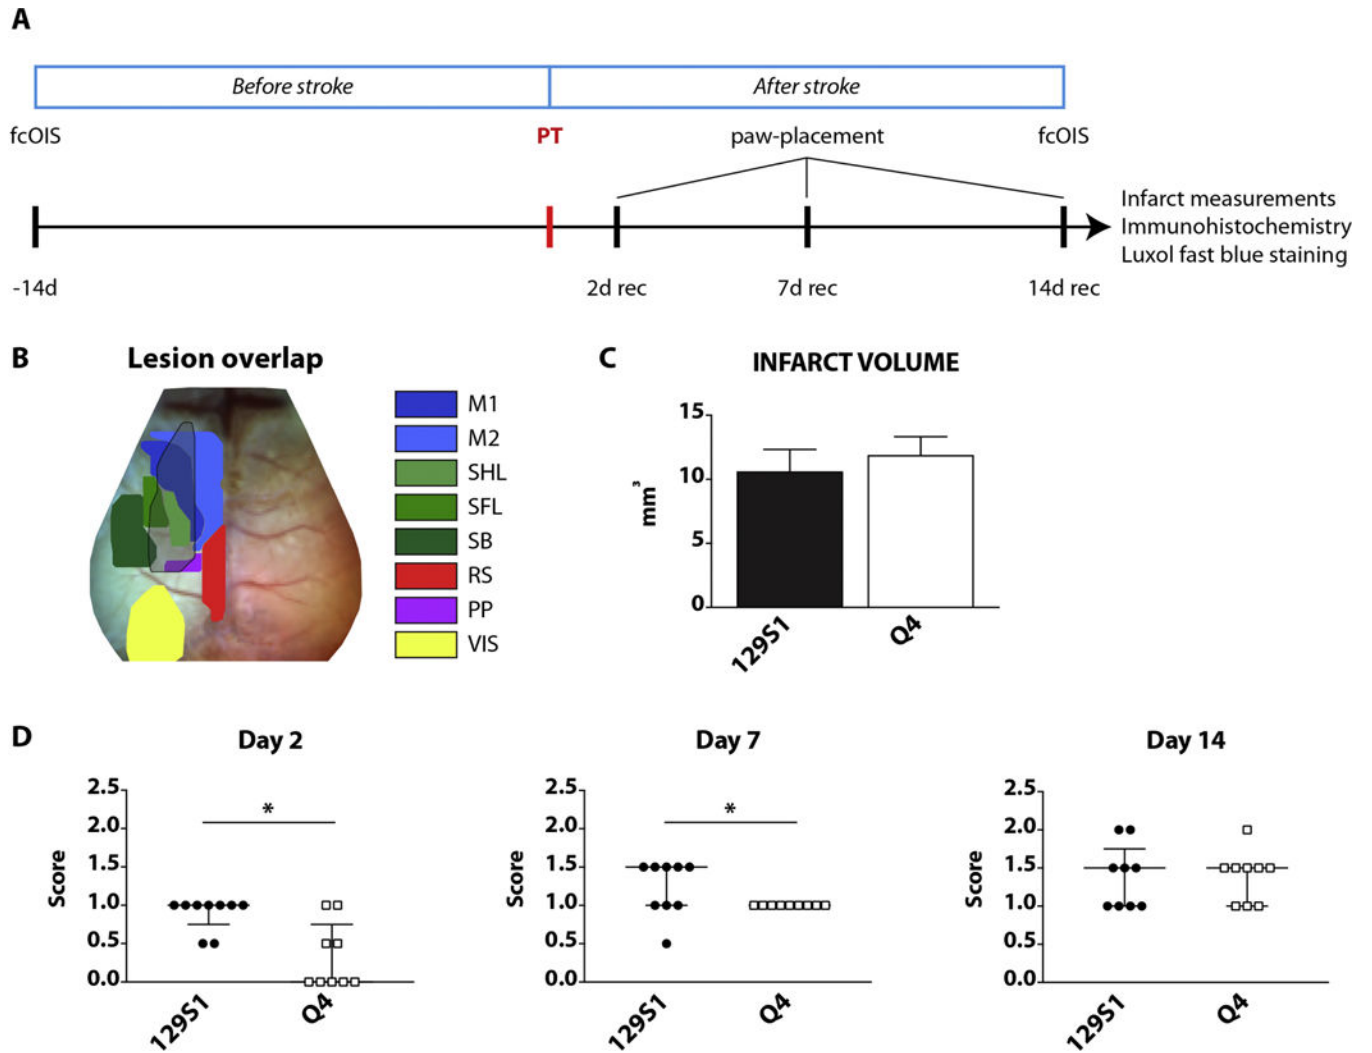 A
Before stroke
After stroke
fcOIS
PT
paw-placement
fcOIS
Infarct measurements
Immunohistochemistry
Luxol fast blue staining
-14d
2d rec
7d rec
14d rec
B
Lesion overlap
M1
M2
SHL
SFL
SB
RS
PP
VIS
C
INFARCT VOLUME
15
10
5
0
mm³
129S1
Q4
D
Day 2
2.5
2.0
1.5
1.0
0.5
0.0
Score
*
129S1
Q4
Day 7
2.5
2.0
1.5
1.0
0.5
0.0
Score
*
129S1
Q4
Day 14
2.5
2.0
1.5
1.0
0.5
0.0
Score
129S1
Q4